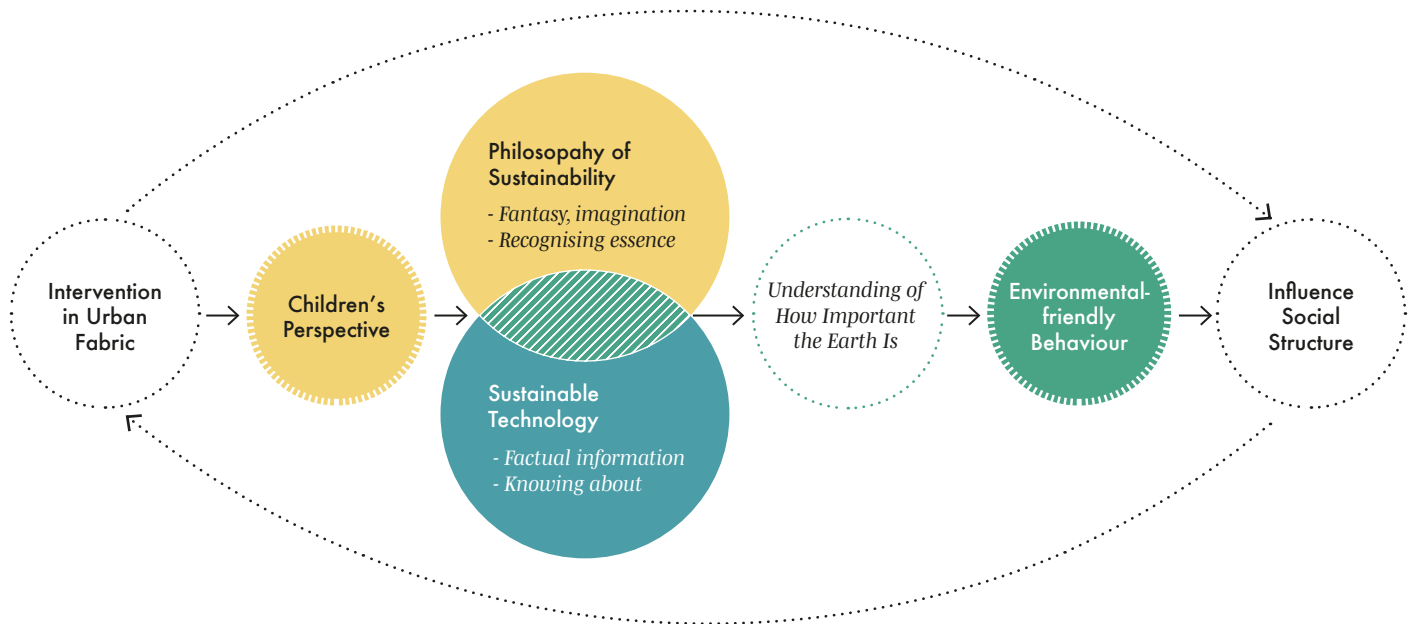 Intervention
in Urban
Fabric
Children's
Perspective
Philosopahy of
Sustainability
- Fantasy, imagination
- Recognising essence
Sustainable
Technology
- Factual information
- Knowing about
Understanding of
How Important
the Earth Is
Environmental-
friendly
Behaviour
Influence
Social
Structure